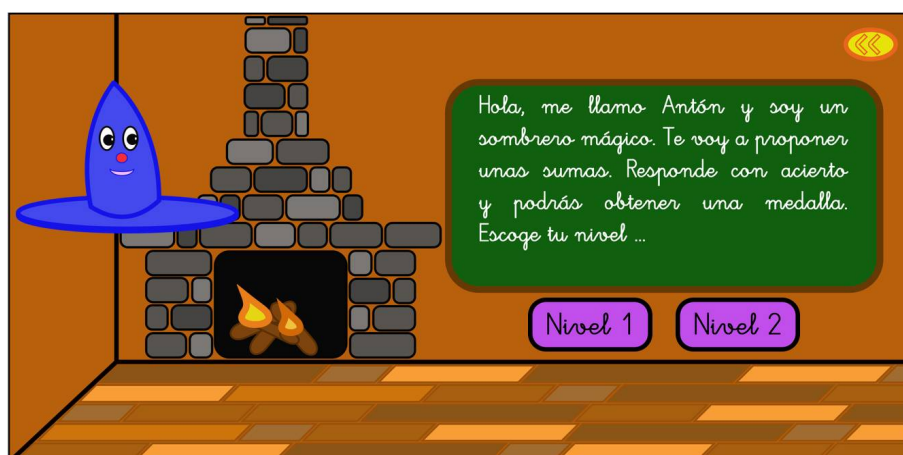 Hola, me llamo Antón y soy un
sombrero mágico. Te voy a proponer
unas sumas. Responde con acierto
y podrás obtener una medalla.
Escoge tu nivel ...
Nivel 1
Nivel 2